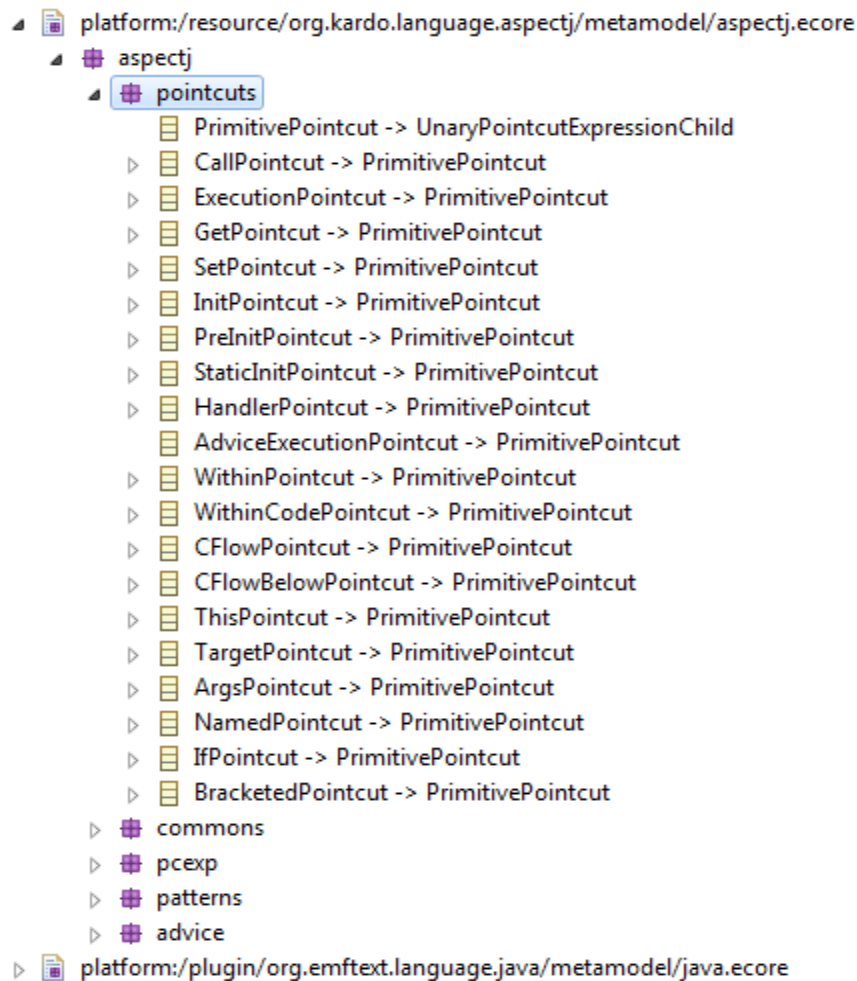 platform:/resource/org.kardo.language.aspectj/metamodel/aspectj.ecore
aspectj
pointcuts
PrimitivePointcut -> UnaryPointcutExpressionChild
CallPointcut -> PrimitivePointcut
ExecutionPointcut -> PrimitivePointcut
GetPointcut -> PrimitivePointcut
SetPointcut -> PrimitivePointcut
InitPointcut -> PrimitivePointcut
PreInitPointcut -> PrimitivePointcut
StaticInitPointcut -> PrimitivePointcut
HandlerPointcut -> PrimitivePointcut
AdviceExecutionPointcut -> PrimitivePointcut
WithinPointcut -> PrimitivePointcut
WithinCodePointcut -> PrimitivePointcut
CFlowPointcut -> PrimitivePointcut
CFlowBelowPointcut -> PrimitivePointcut
ThisPointcut -> PrimitivePointcut
TargetPointcut -> PrimitivePointcut
ArgsPointcut -> PrimitivePointcut
NamedPointcut -> PrimitivePointcut
IfPointcut -> PrimitivePointcut
BracketedPointcut -> PrimitivePointcut
commons
pcexp
patterns
advice
platform:/plugin/org.emftext.language.java/metamodel/java.ecore